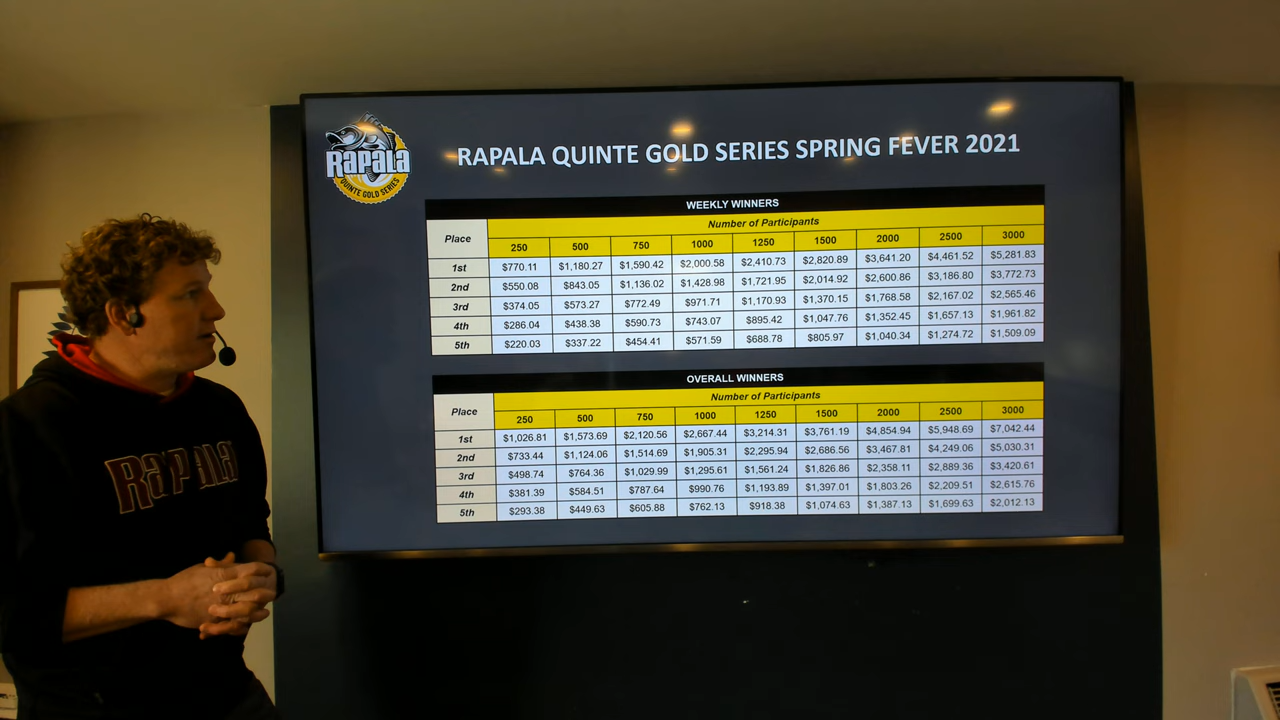 RAPALA
QUINTE GOLD SERIES
RAPALA QUINTE GOLD SERIES SPRING FEVER 2021
WEEKLY WINNERS
Place Number of Participants
250 500 750 1000 1250 1500 2000 2500 3000
1st $770.11 $1,180.27 $1,590.42 $2,000.58 $2,410.73 $2,820.89 $3,641.20 $4,461.52 $5,281.83
2nd $550.08 $843.05 $1,136.02 $1,428.98 $1,721.95 $2,014.92 $2,600.86 $3,186.80 $3,772.73
3rd $374.05 $573.27 $772.49 $971.71 $1,170.93 $1,370.15 $1,768.58 $2,167.02 $2,565.46
4th $286.04 $438.38 $590.73 $743.07 $895.42 $1,047.76 $1,352.45 $1,657.13 $1,961.82
5th $220.03 $337.22 $454.41 $571.59 $688.78 $805.97 $1,040.34 $1,274.72 $1,509.09
OVERALL WINNERS
Place Number of Participants
250 500 750 1000 1250 1500 2000 2500 3000
1st $1,026.81 $1,573.69 $2,120.56 $2,667.44 $3,214.31 $3,761.19 $4,854.94 $5,948.69 $7,042.44
2nd $733.44 $1,124.06 $1,514.69 $1,905.31 $2,295.94 $2,686.56 $3,467.81 $4,249.06 $5,030.31
3rd $498.74 $764.36 $1,029.99 $1,295.61 $1,561.24 $1,826.86 $2,358.11 $2,889.36 $3,420.61
4th $381.39 $584.51 $787.64 $990.76 $1,193.89 $1,397.01 $1,803.26 $2,209.51 $2,615.76
5th $293.38 $449.63 $605.88 $762.13 $918.38 $1,074.63 $1,387.13 $1,699.63 $2,012.13
RAPALA